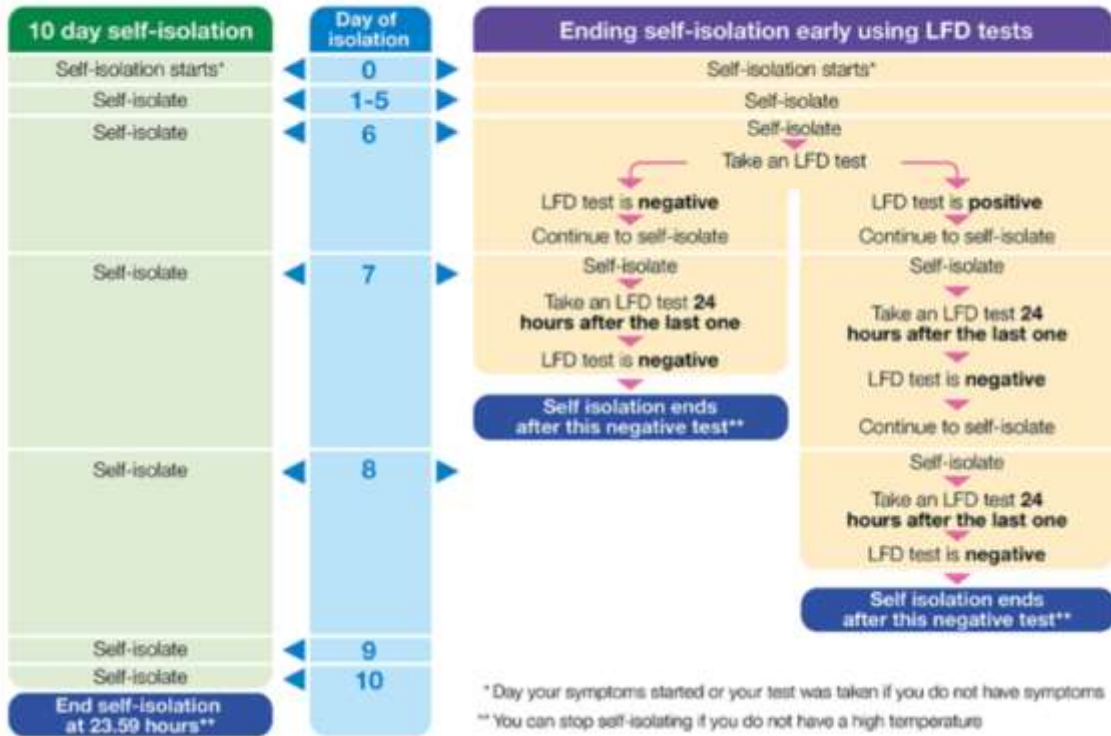 10 day self-isolation
Day of
isolation
Ending self-isolation early using LFD tests
Self-isolation starts*
0
Self-isolation starts*
Self-isolate
1-5
Self-isolate
Self-isolate
6
Self-isolate
Take an LFD test
LFD test is negative
LFD test is positive
Continue to self-isolate
Continue to self-isolate
Self-isolate
7
Self-isolate
Self-isolate
Take an LFD test 24
hours after the last one
Take an LFD test 24
hours after the last one
LFD test is negative
LFD test is negative
Self isolation ends
after this negative test**
Continue to self-isolate
Self-isolate
8
Self-isolate
Take an LFD test 24
hours after the last one
LFD test is negative
Self isolation ends
after this negative test**
Self-isolate
9
Self-isolate
10
End self-isolation
at 23.59 hours**
* Day your symptoms started or your test was taken if you do not have symptoms
** You can stop self-isolating if you do not have a high temperature